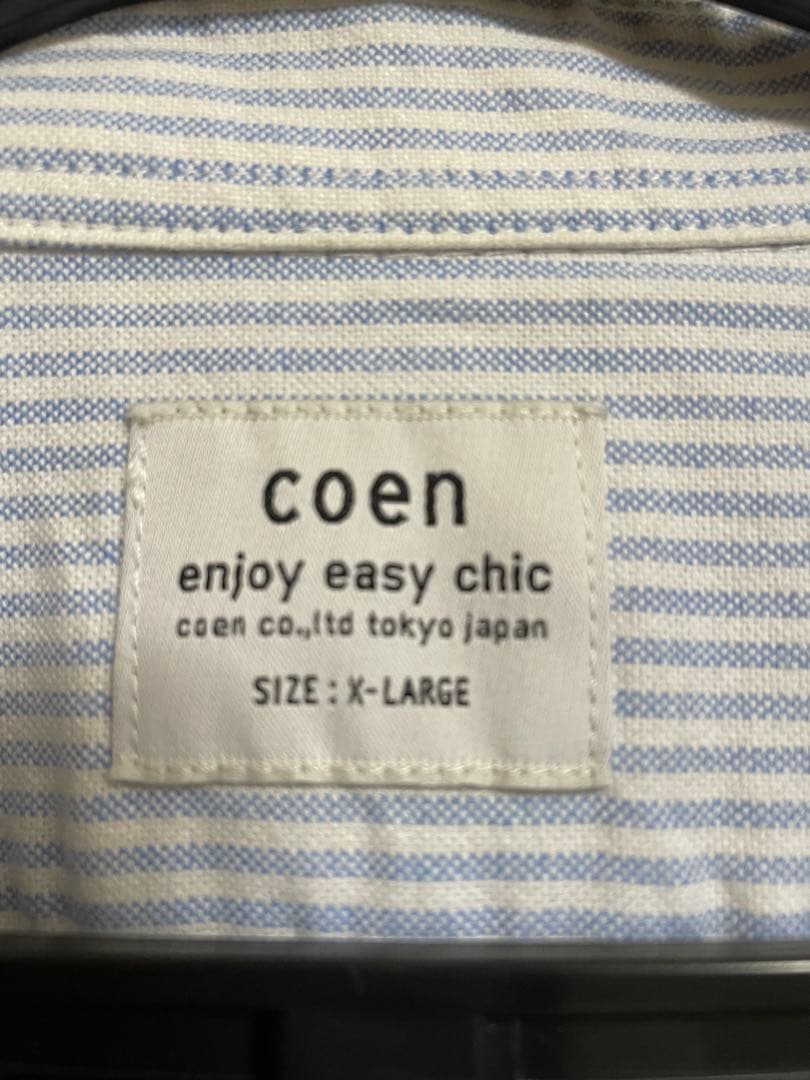 coen
enjoy easy chic
coen co.,ltd tokyo japan
SIZE : X-LARGE